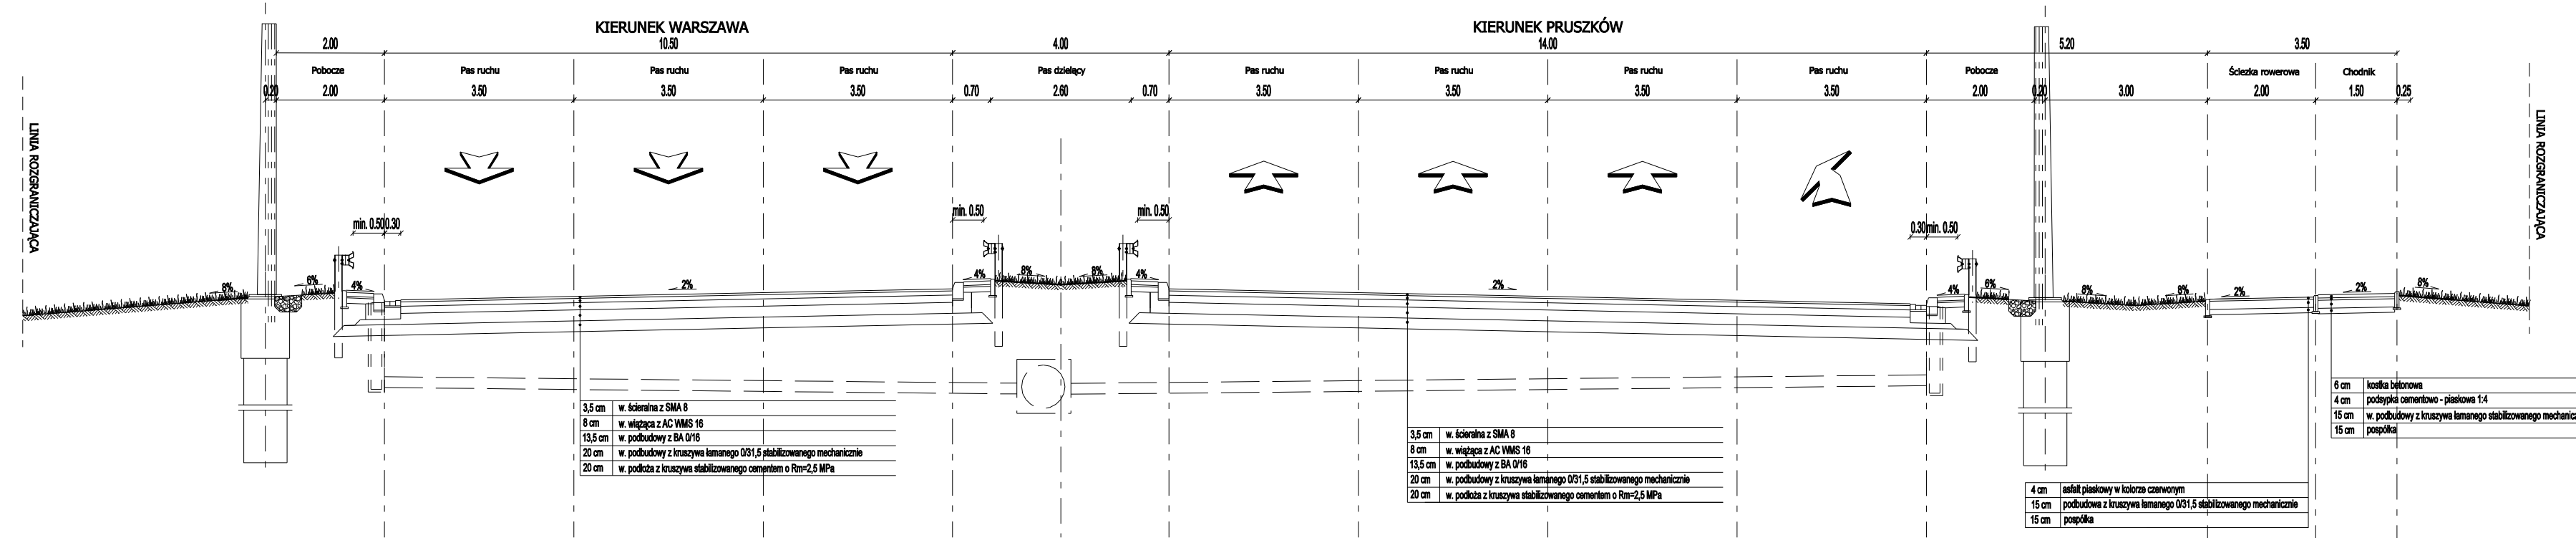 KIERUNEK WARSZAWA
KIERUNEK PRUSZKÓW
2.00 10.50 4.00 14.00 5.20 3.50
Pobocze Pas ruchu Pas ruchu Pas ruchu Pas dzielący Pas ruchu Pas ruchu Pas ruchu Pas ruchu Pobocze Ściezka rowerowa Chodnik
0.20 2.00 3.50 3.50 3.50 0.70 2.60 0.70 3.50 3.50 3.50 3.50 2.00 0.20 3.00 2.00 1.50 0.25
LINIA ROZGRANICZAJĄCA
LINIA ROZGRANICZAJĄCA
min. 0.50 0.30 min. 0.50 min. 0.50 0.30 min. 0.50
8% 6% 4% 2% 4% 8% 8% 4% 2% 4% 6% 8% 8% 2% 2% 8%
3,5 cm w. ścieralna z SMA 8
8 cm w. wiążąca z AC WMS 16
13,5 cm w. podbudowy z BA 0/16
20 cm w. podbudowy z kruszywa łamanego 0/31,5 stabilizowanego mechanicznie
20 cm w. podłoża z kruszywa stabilizowanego cementem o Rm=2,5 MPa
3,5 cm w. ścieralna z SMA 8
8 cm w. wiążąca z AC WMS 16
13,5 cm w. podbudowy z BA 0/16
20 cm w. podbudowy z kruszywa łamanego 0/31,5 stabilizowanego mechanicznie
20 cm w. podłoża z kruszywa stabilizowanego cementem o Rm=2,5 MPa
6 cm kostka betonowa
4 cm podsypka cementowo - piaskowa 1:4
15 cm w. podbudowy z kruszywa łamanego stabilizowanego mechanicz
15 cm pospółka
4 cm asfalt piaskowy w kolorze czerwonym
15 cm podbudowa z kruszywa łamanego 0/31,5 stabilizowanego mechanicznie
15 cm pospółka